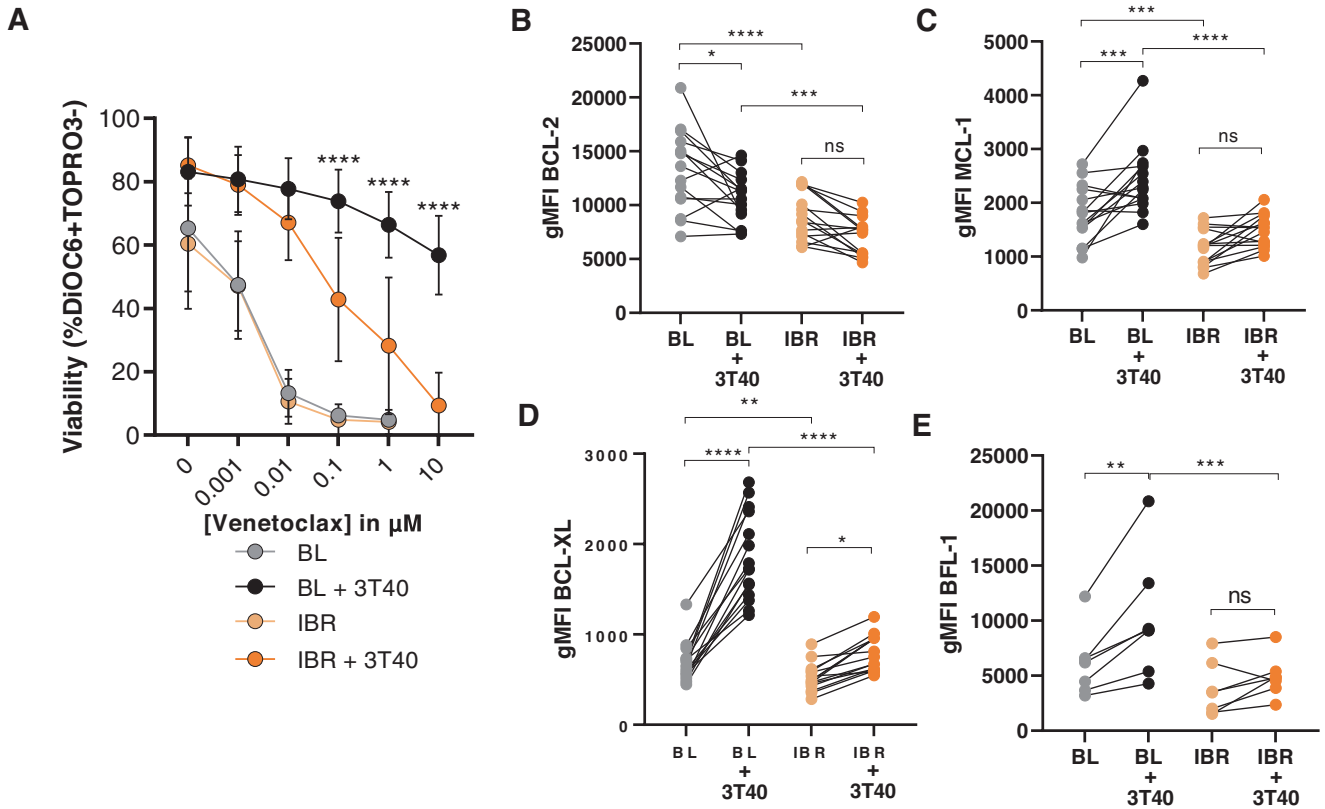 A
Viability (%DiOC6+TOPRO3-)
100
80
60
40
20
0
****
****
****
0
0.001
0.01
0.1
1
10
[Venetoclax] in µM
BL
BL + 3T40
IBR
IBR + 3T40
B
gMFI BCL-2
25000
20000
15000
10000
5000
0
****
*
***
ns
BL
BL
+
3T40
IBR
IBR
+
3T40
C
gMFI MCL-1
5000
4000
3000
2000
1000
0
***
***
****
ns
BL
BL
+
3T40
IBR
IBR
+
3T40
D
gMFI BCL-XL
3000
2000
1000
0
**
****
****
*
BL
BL
+
3T40
IBR
IBR
+
3T40
E
gMFI BFL-1
25000
20000
15000
10000
5000
0
**
***
ns
BL
BL
+
3T40
IBR
IBR
+
3T40